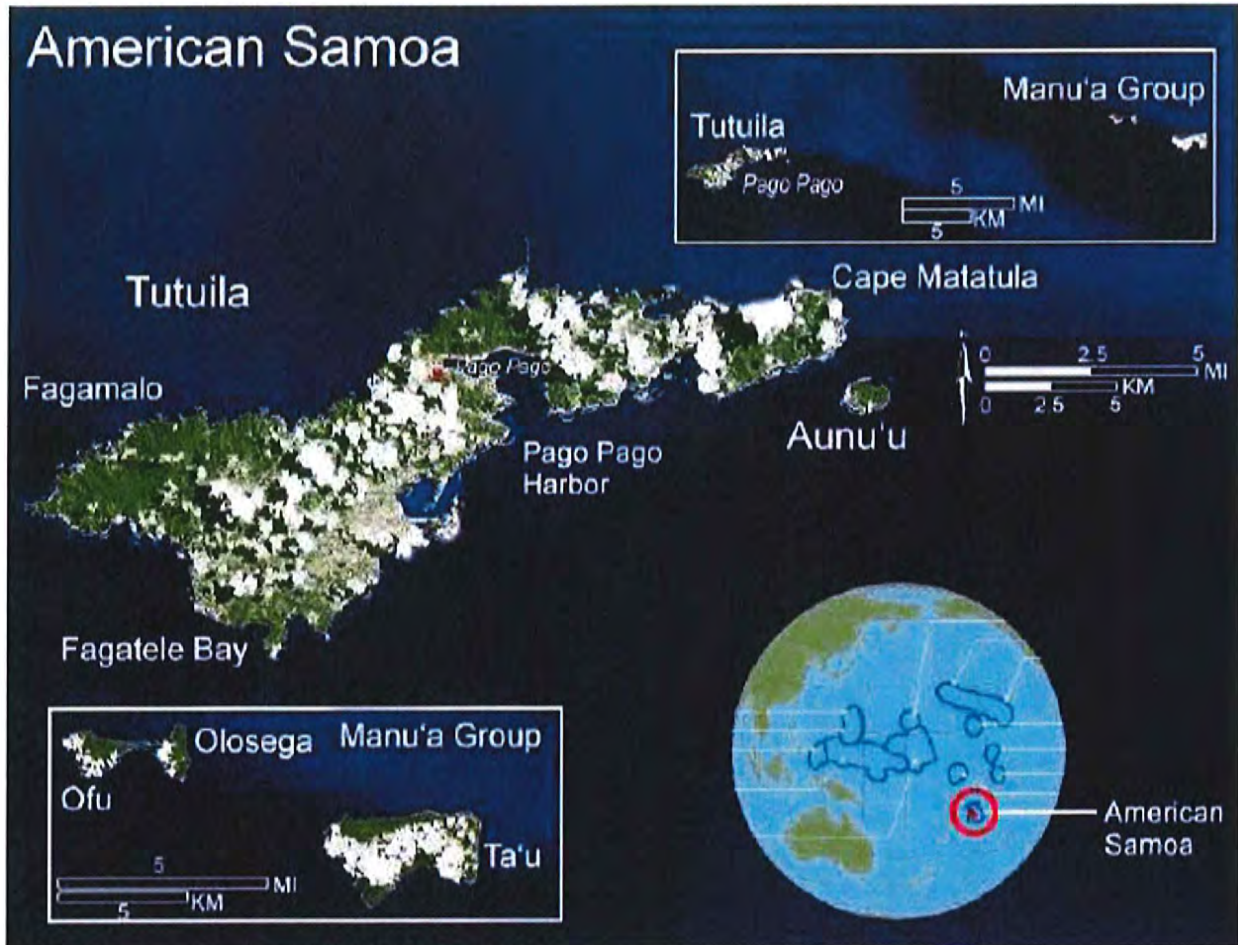 American Samoa
Manu‘a Group
Tutuila
Pago Pago
5
MI
KM
5
Tutuila
Cape Matatula
Pago Pago
Fagamalo
0 2.5 5
MI
KM
0 2 5 5
Aunu‘u
Pago Pago
Harbor
Fagatele Bay
Olosega
Manu‘a Group
Ofu
Ta‘u
5
MI
KM
5
American
Samoa